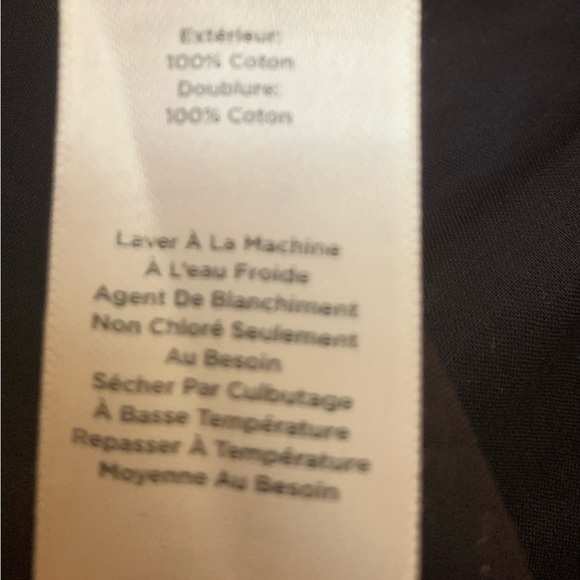 Extérieur:
100% Coton
Doublure:
100% Coton
Laver À La Machine
À L'eau Froide
Agent De Blanchiment
Non Chloré Seulement
Au Besoin
Sécher Par Culbutage
À Basse Température
Repasser À Température
Moyenne Au Besoin